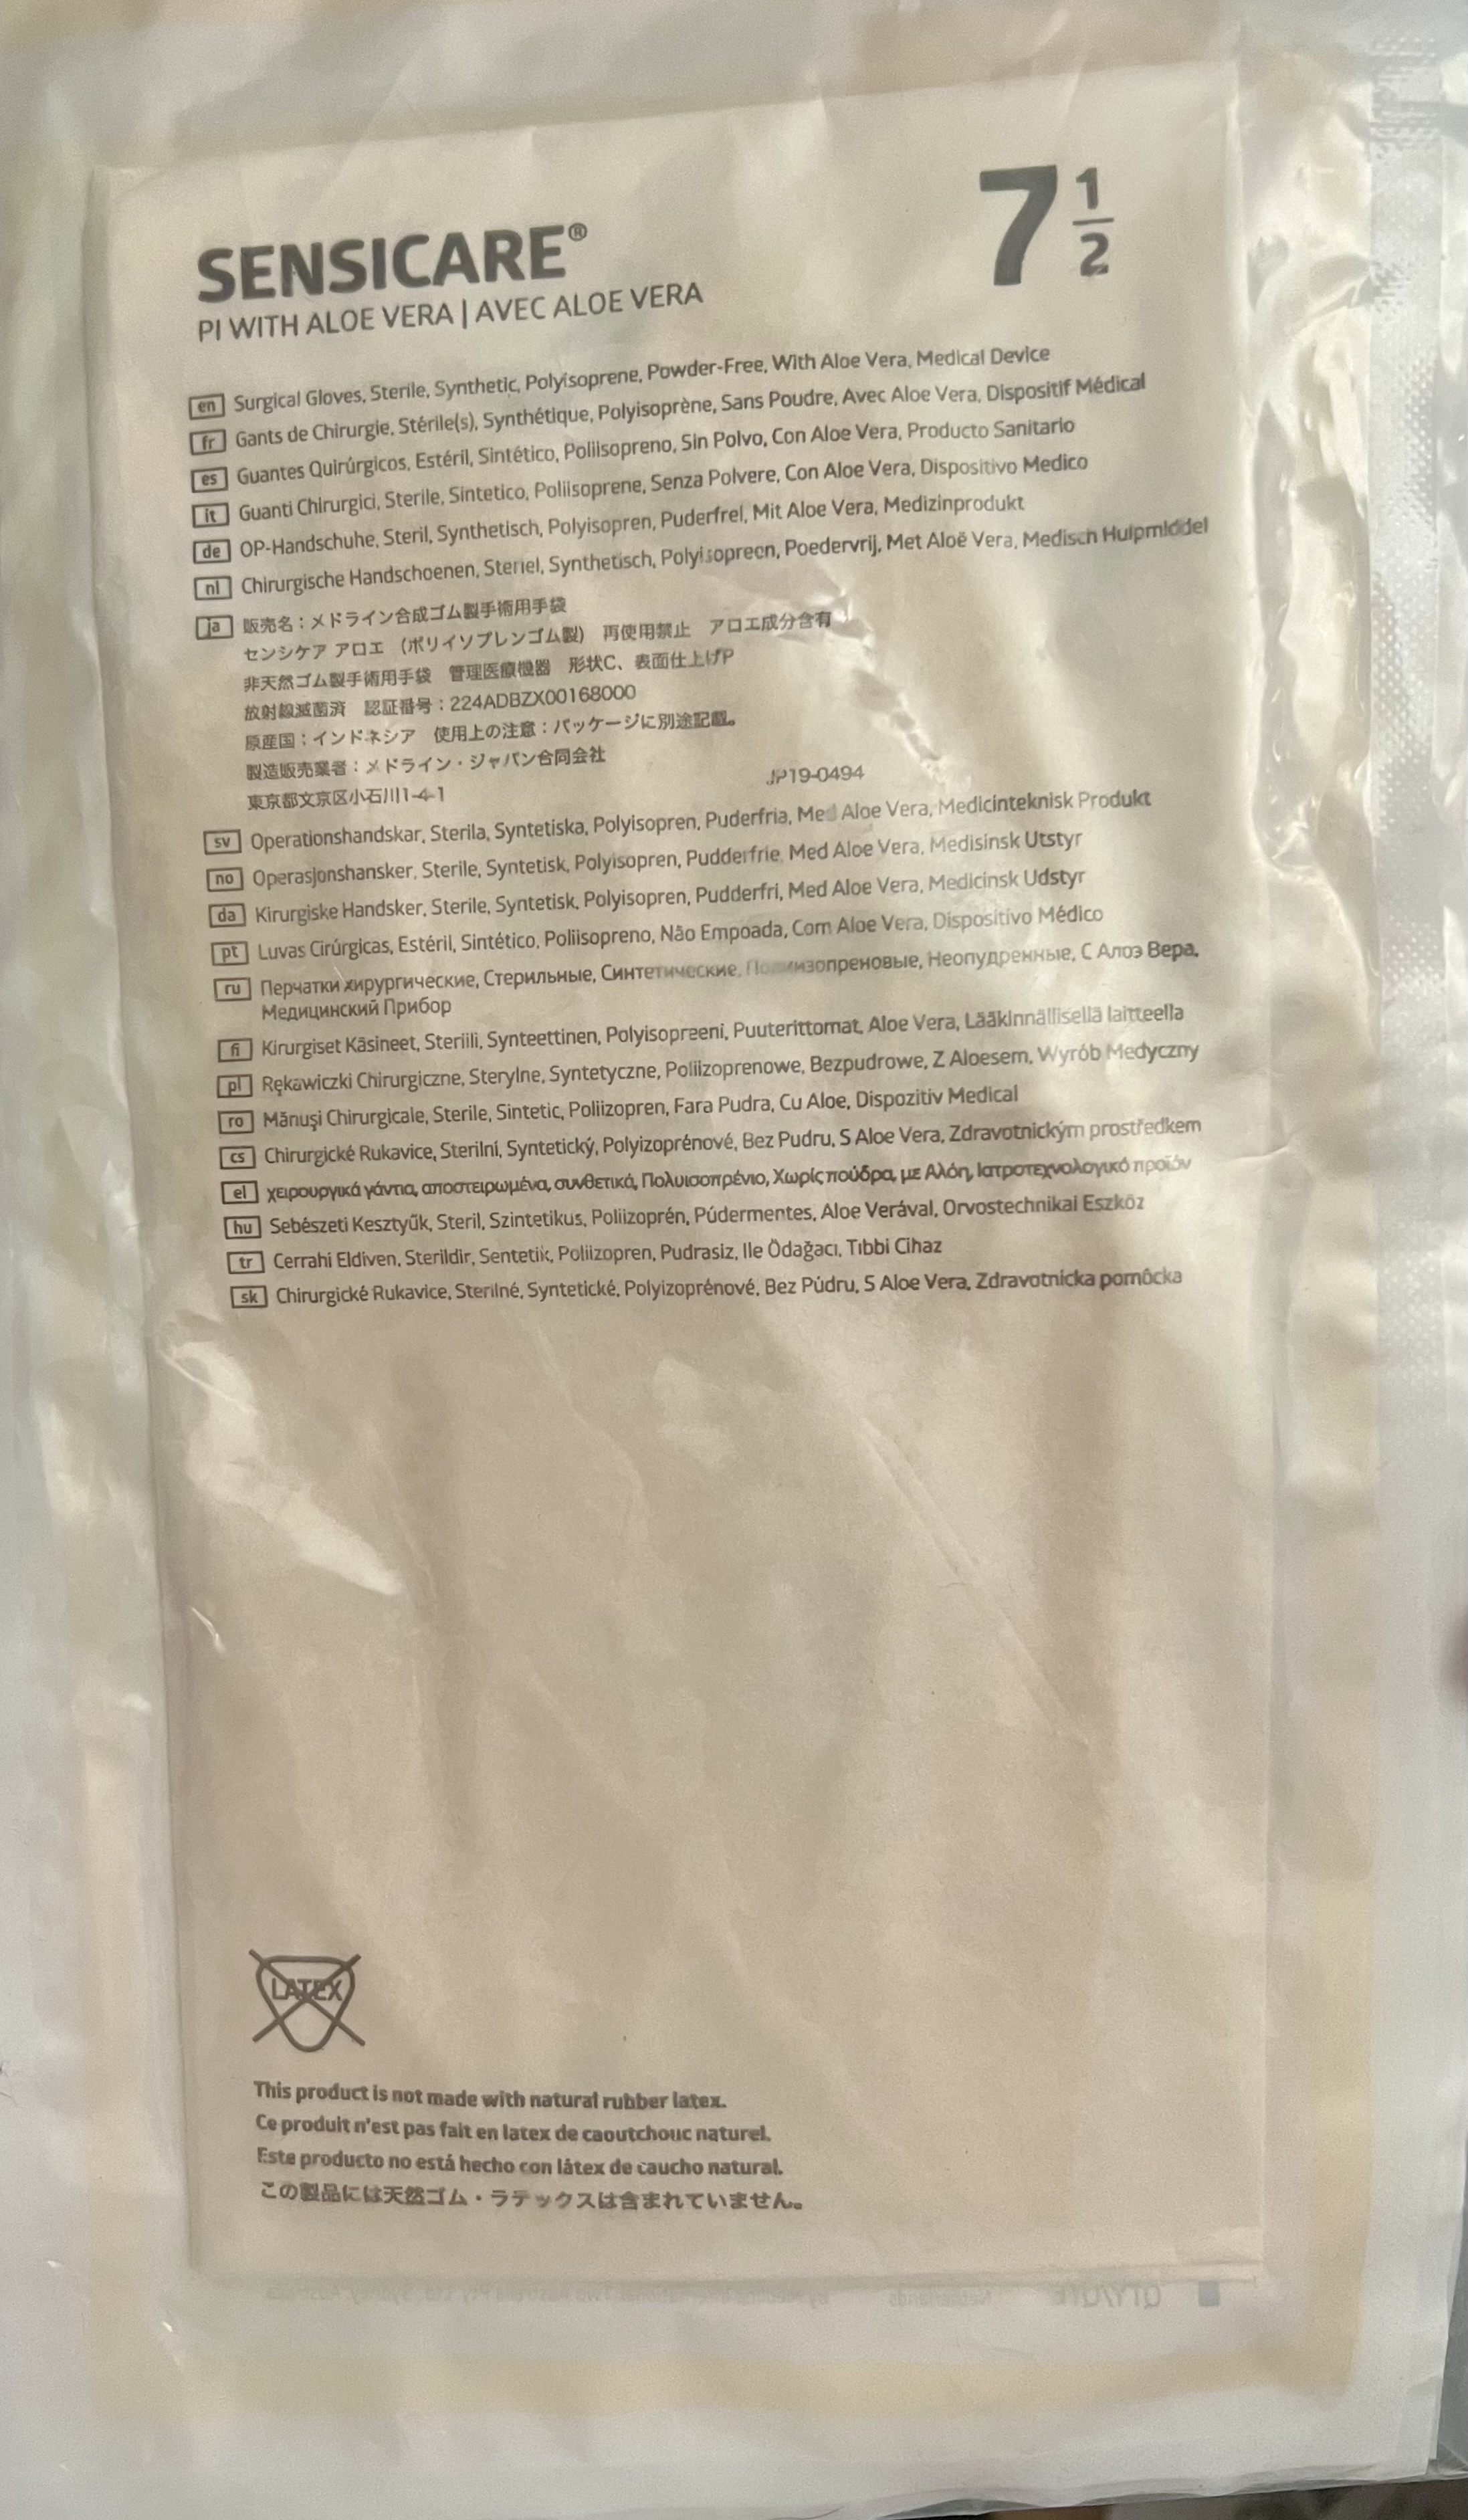 SENSICARE®
7 1/2
PI WITH ALOE VERA | AVEC ALOE VERA
en Surgical Gloves, Sterile, Synthetic, Polyisoprene, Powder-Free, With Aloe Vera, Medical Device
fr Gants de Chirurgie, Stérile(s), Synthétique, Polyisoprène, Sans Poudre, Avec Aloe Vera, Dispositif Médical
es Guantes Quirúrgicos, Estéril, Sintético, Poliisopreno, Sin Polvo, Con Aloe Vera, Producto Sanitario
it Guanti Chirurgici, Sterile, Sintetico, Poliisoprene, Senza Polvere, Con Aloe Vera, Dispositivo Medico
de OP-Handschuhe, Steril, Synthetisch, Polyisopren, Puderfrei, Mit Aloe Vera, Medizinprodukt
nl Chirurgische Handschoenen, Steriel, Synthetisch, Polyisopreen, Poedervrij, Met Aloë Vera, Medisch Hulpmiddel
ja 販売名：メドライン合成ゴム製手術用手袋
センシケア アロエ （ポリイソプレンゴム製） 再使用禁止 アロエ成分含有
非天然ゴム製手術用手袋 管理医療機器 形状C、表面仕上げP
放射線滅菌済 認証番号：224ADBZX00168000
原産国：インドネシア 使用上の注意：パッケージに別途記載。
製造販売業者：メドライン・ジャパン合同会社
東京都文京区小石川1-4-1
JP19-0494
sv Operationshandskar, Sterila, Syntetiska, Polyisopren, Puderfria, Med Aloe Vera, Medicinteknisk Produkt
no Operasjonshansker, Sterile, Syntetisk, Polyisopren, Pudderfrie, Med Aloe Vera, Medisinsk Utstyr
da Kirurgiske Handsker, Sterile, Syntetisk, Polyisopren, Pudderfri, Med Aloe Vera, Medicinsk Udstyr
pt Luvas Cirúrgicas, Estéril, Sintético, Poliisopreno, Não Empoada, Com Aloe Vera, Dispositivo Médico
ru Перчатки хирургические, Стерильные, Синтетические, Полиизопреновые, Неопудренные, С Алоэ Вера,
Медицинский Прибор
fi Kirurgiset Käsineet, Steriili, Synteettinen, Polyisopreeni, Puuterittomat, Aloe Vera, Lääkinnällisellä laitteella
pl Rękawiczki Chirurgiczne, Sterylne, Syntetyczne, Poliizoprenowe, Bezpudrowe, Z Aloesem, Wyrób Medyczny
ro Mănuşi Chirurgicale, Sterile, Sintetic, Poliizopren, Fara Pudra, Cu Aloe, Dispozitiv Medical
cs Chirurgické Rukavice, Sterilní, Syntetický, Polyizoprénové, Bez Pudru, S Aloe Vera, Zdravotnickým prostředkem
el χειρουργικά γάντια, αποστειρωμένα, συνθετικά, Πολυισοπρένιο, Χωρίς πούδρα, με Αλόη, Ιατροτεχνολογικό προϊόν
hu Sebészeti Kesztyűk, Steril, Szintetikus, Poliizoprén, Púdermentes, Aloe Verával, Orvostechnikai Eszköz
tr Cerrahi Eldiven, Sterildir, Sentetik, Poliizopren, Pudrasiz, Ile Ödağacı, Tıbbi Cihaz
sk Chirurgické Rukavice, Sterilné, Syntetické, Polyizoprénové, Bez Púdru, S Aloe Vera, Zdravotnícka pomôcka
LATEX
This product is not made with natural rubber latex.
Ce produit n'est pas fait en latex de caoutchouc naturel.
Este producto no está hecho con látex de caucho natural.
この製品には天然ゴム・ラテックスは含まれていません。